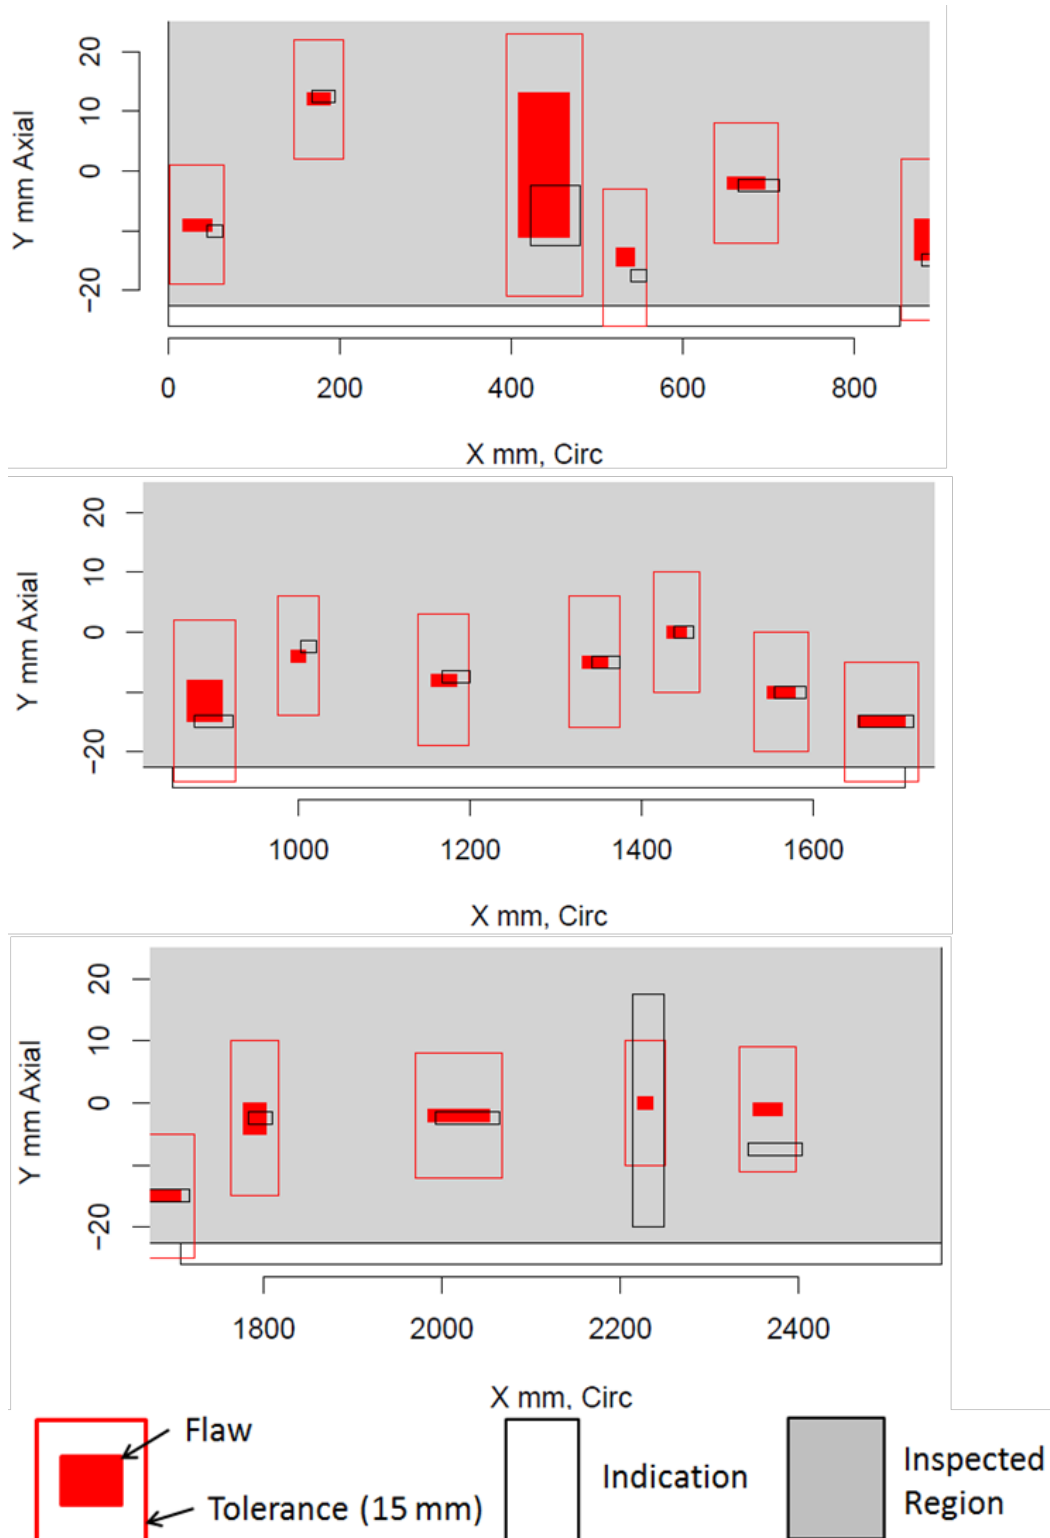 20
10
0
−20
Y mm Axial
0 200 400 600 800
X mm, Circ
20
10
0
−20
Y mm Axial
1000 1200 1400 1600
X mm, Circ
20
10
0
−20
Y mm Axial
1800 2000 2200 2400
X mm, Circ
Flaw
Tolerance (15 mm)
Indication
Inspected
Region